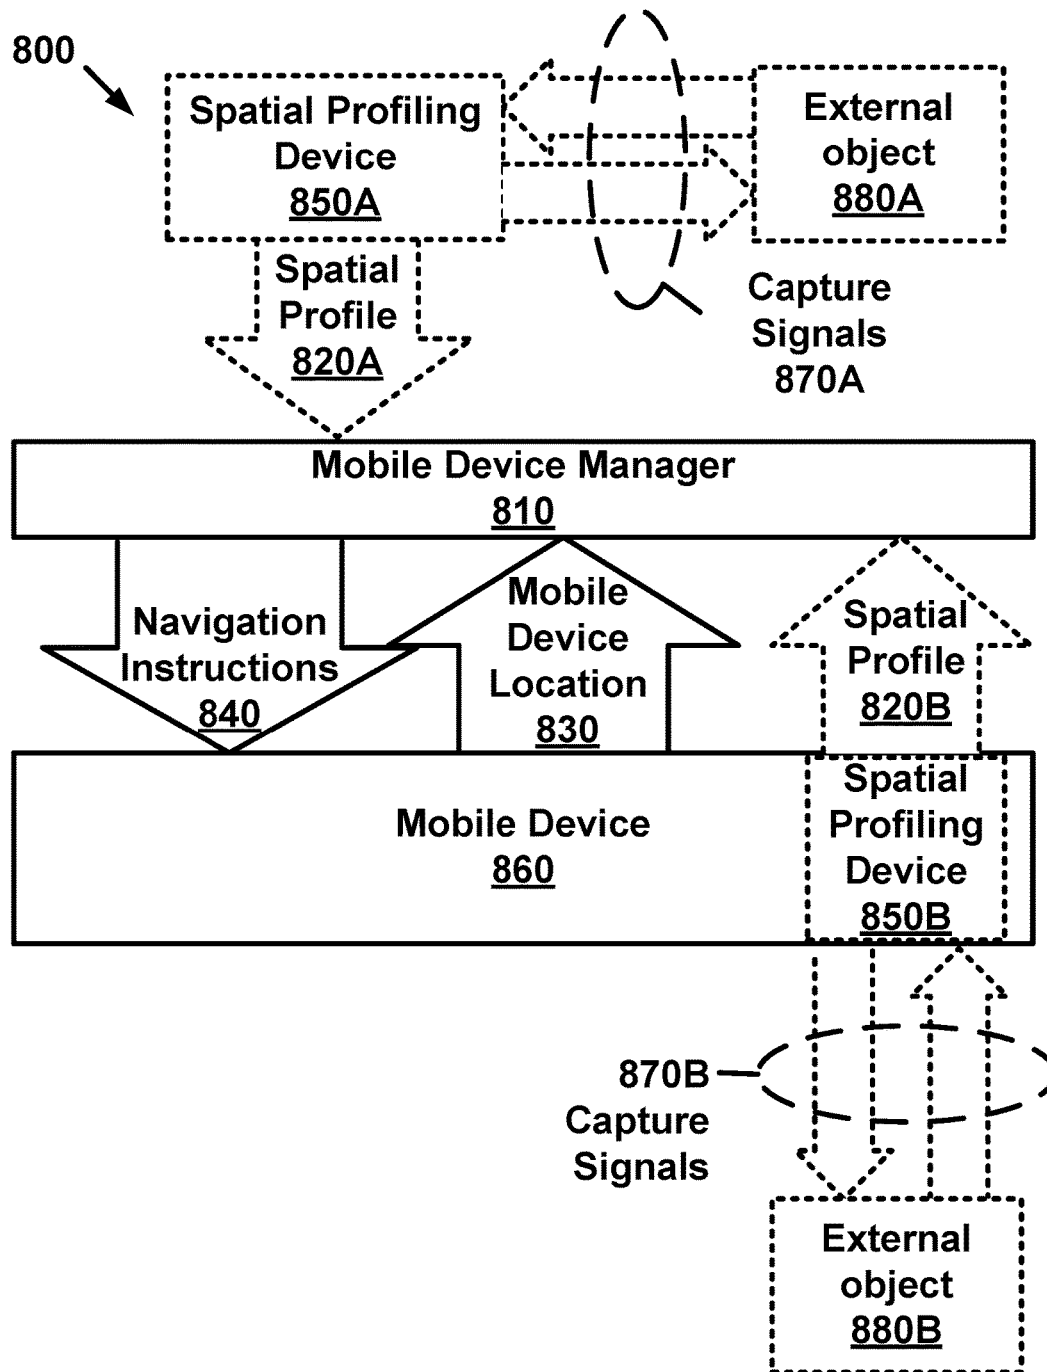 800
Spatial Profiling
Device
850A
External
object
880A
Spatial
Profile
820A
Capture
Signals
870A
Mobile Device Manager
810
Navigation
Instructions
840
Mobile
Device
Location
830
Spatial
Profile
820B
Mobile Device
860
Spatial
Profiling
Device
850B
870B
Capture
Signals
External
object
880B